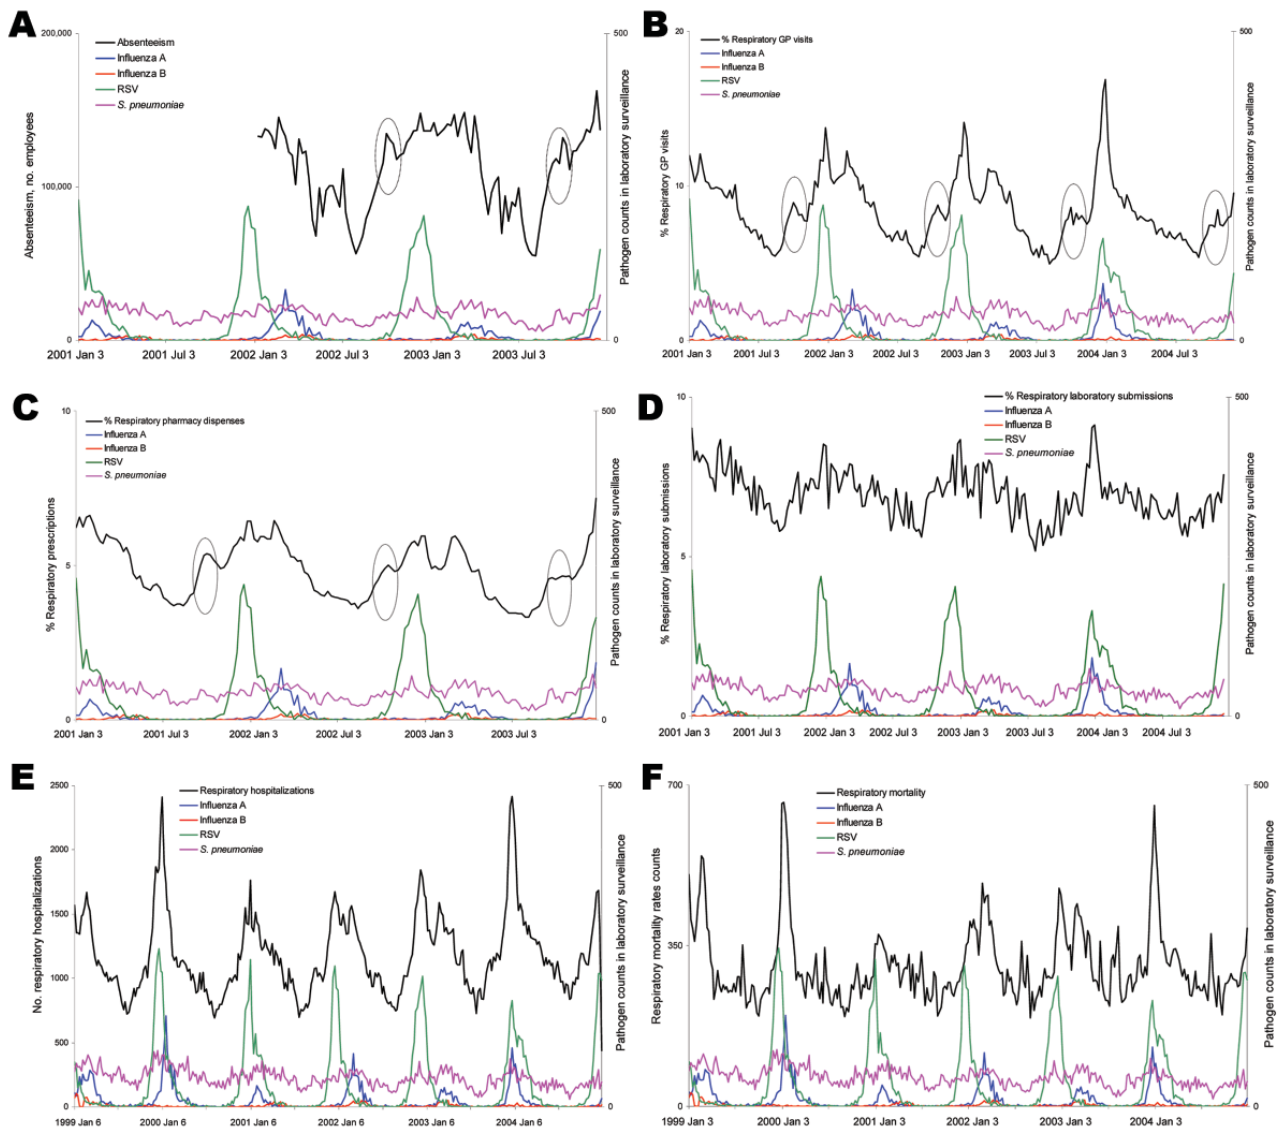 A
200,000
500
Absenteeism
Influenza A
Influenza B
RSV
S. pneumoniae
Absenteeism, no. employees
Pathogen counts in laboratory surveillance
100,000
0
0
2001 Jan 3
2001 Jul 3
2002 Jan 3
2002 Jul 3
2003 Jan 3
2003 Jul 3
B
20
500
% Respiratory GP visits
Influenza A
Influenza B
RSV
S. pneumoniae
% Respiratory GP visits
Pathogen counts in laboratory surveillance
10
0
0
2001 Jan 3
2001 Jul 3
2002 Jan 3
2002 Jul 3
2003 Jan 3
2003 Jul 3
2004 Jan 3
2004 Jul 3
C
10
500
% Respiratory pharmacy dispenses
Influenza A
Influenza B
RSV
S. pneumoniae
% Respiratory prescriptions
Pathogen counts in laboratory surveillance
5
0
0
2001 Jan 3
2001 Jul 3
2002 Jan 3
2002 Jul 3
2003 Jan 3
2003 Jul 3
D
10
500
% Respiratory laboratory submissions
Influenza A
Influenza B
RSV
S. pneumoniae
% Respiratory laboratory submissions
Pathogen counts in laboratory surveillance
5
0
0
2001 Jan 3
2001 Jul 3
2002 Jan 3
2002 Jul 3
2003 Jan 3
2003 Jul 3
2004 Jan 3
2004 Jul 3
E
2500
500
Respiratory hospitalizations
Influenza A
Influenza B
RSV
S. pneumoniae
No. respiratory hospitalizations
Pathogen counts in laboratory surveillance
2000
1500
1000
500
0
0
1999 Jan 6
2000 Jan 6
2001 Jan 6
2002 Jan 6
2003 Jan 6
2004 Jan 6
F
700
500
Respiratory mortality
Influenza A
Influenza B
RSV
S. pneumoniae
Respiratory mortality rates counts
Pathogen counts in laboratory surveillance
350
0
0
1999 Jan 3
2000 Jan 3
2001 Jan 3
2002 Jan 3
2003 Jan 3
2004 Jan 3